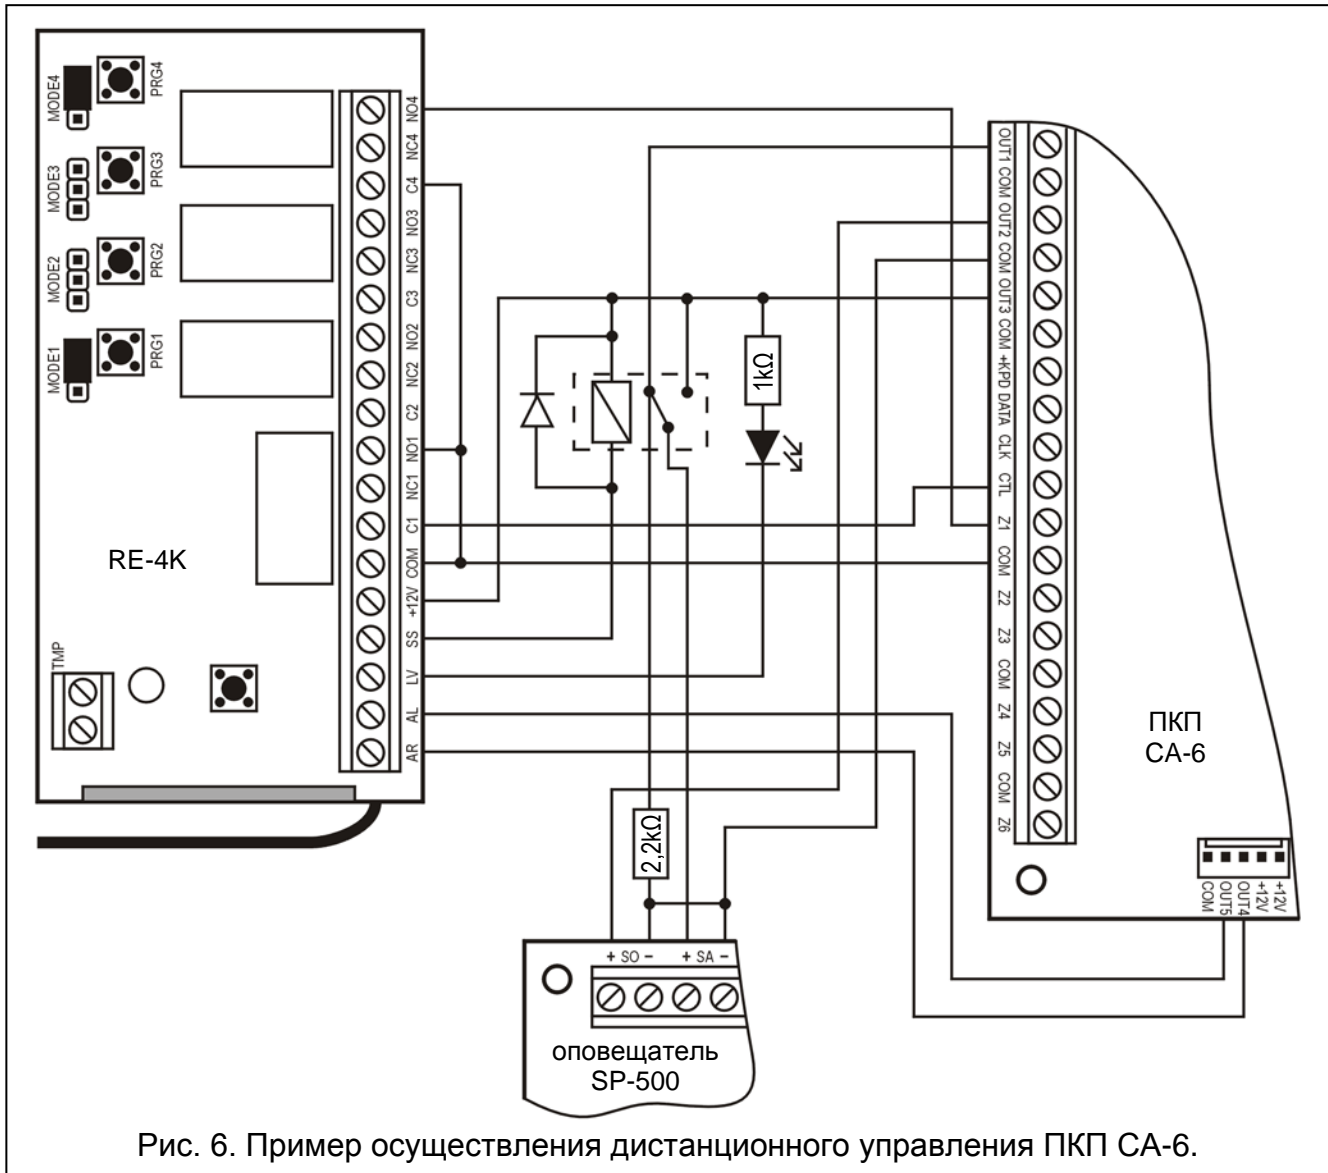 MODE4
PRG4
MODE3
PRG3
MODE2
PRG2
MODE1
PRG1
NO4
NC4
C4
NO3
NC3
C3
NO2
NC2
C2
NO1
NC1
C1
COM
+12V
SS
LV
AL
AR
RE-4K
TMP
1kΩ
2,2kΩ
OUT1
COM
OUT2
COM
OUT3
COM
+KPD
DATA
CLK
CTL
Z1
COM
Z2
Z3
COM
Z4
Z5
COM
Z6
ПКП
CA-6
COM
OUT5
OUT4
+12V
+12V
+ SO − + SA −
оповещатель
SP-500
Рис. 6. Пример осуществления дистанционного управления ПКП CA-6.